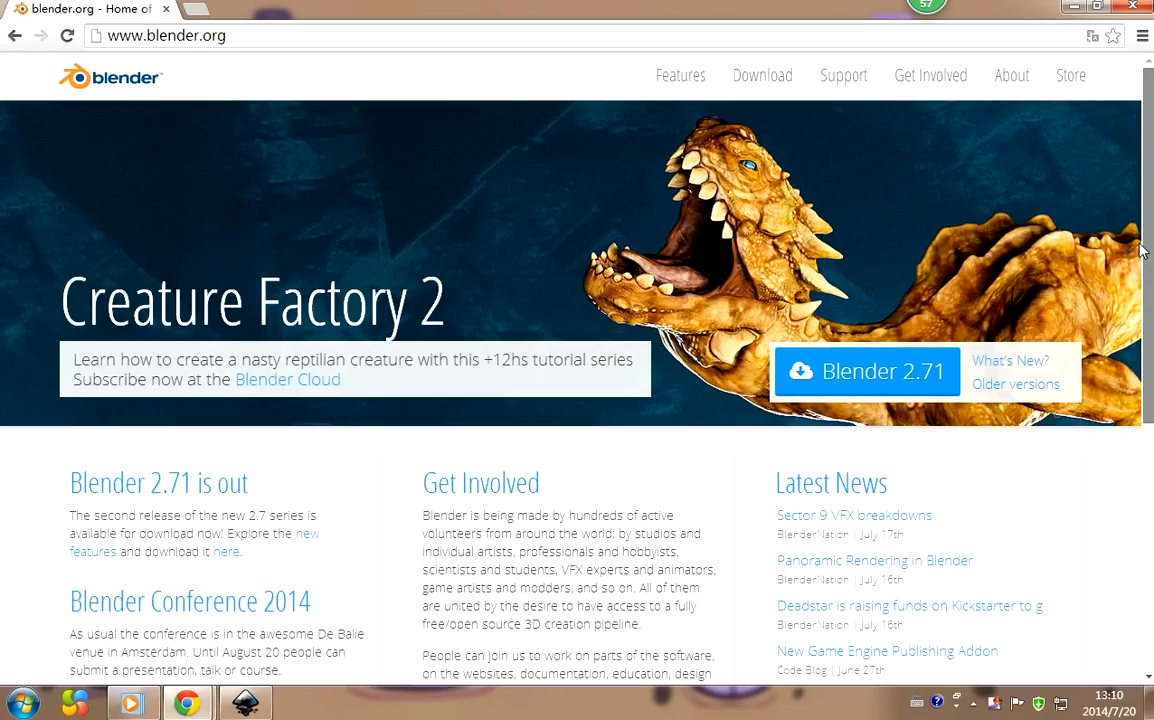 blender.org - Home of
57
www.blender.org
blender
Features
Download
Support
Get Involved
About
Store
Creature Factory 2
Learn how to create a nasty reptilian creature with this +12hs tutorial series
Subscribe now at the Blender Cloud
Blender 2.71
What's New?
Older versions
Blender 2.71 is out
The second release of the new 2.7 series is
available for download now! Explore the new
features and download it here.
Blender Conference 2014
As usual the conference is in the awesome De Balie
venue in Amsterdam. Until August 20 people can
submit a presentation, talk or course.
Get Involved
Blender is being made by hundreds of active
volunteers from around the world; by studios and
individual artists, professionals and hobbyists,
scientists and students, VFX experts and animators,
game artists and modders, and so on. All of them
are united by the desire to have access to a fully
free/open source 3D creation pipeline.
People can join us to work on parts of the software,
on the websites, documentation, education, design
Latest News
Sector 9 VFX breakdowns
BlenderNation | July 17th
Panoramic Rendering in Blender
BlenderNation | July 16th
Deadstar is raising funds on Kickstarter to g
BlenderNation | July 16th
New Game Engine Publishing Addon
Code Blog | June 27th
13:10
2014/7/20